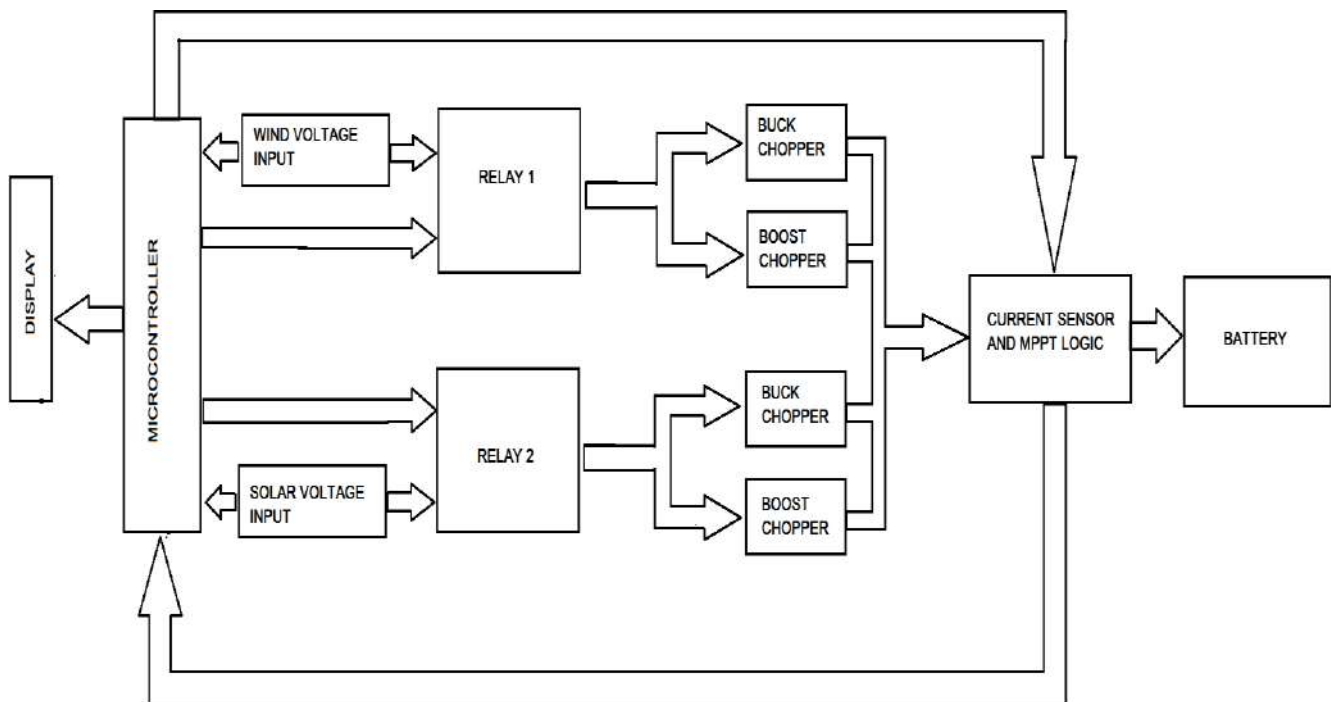 WIND VOLTAGE
INPUT
RELAY 1
BUCK
CHOPPER
BOOST
CHOPPER
DISPLAY
MICROCONTROLLER
CURRENT SENSOR
AND MPPT LOGIC
BATTERY
SOLAR VOLTAGE
INPUT
RELAY 2
BUCK
CHOPPER
BOOST
CHOPPER